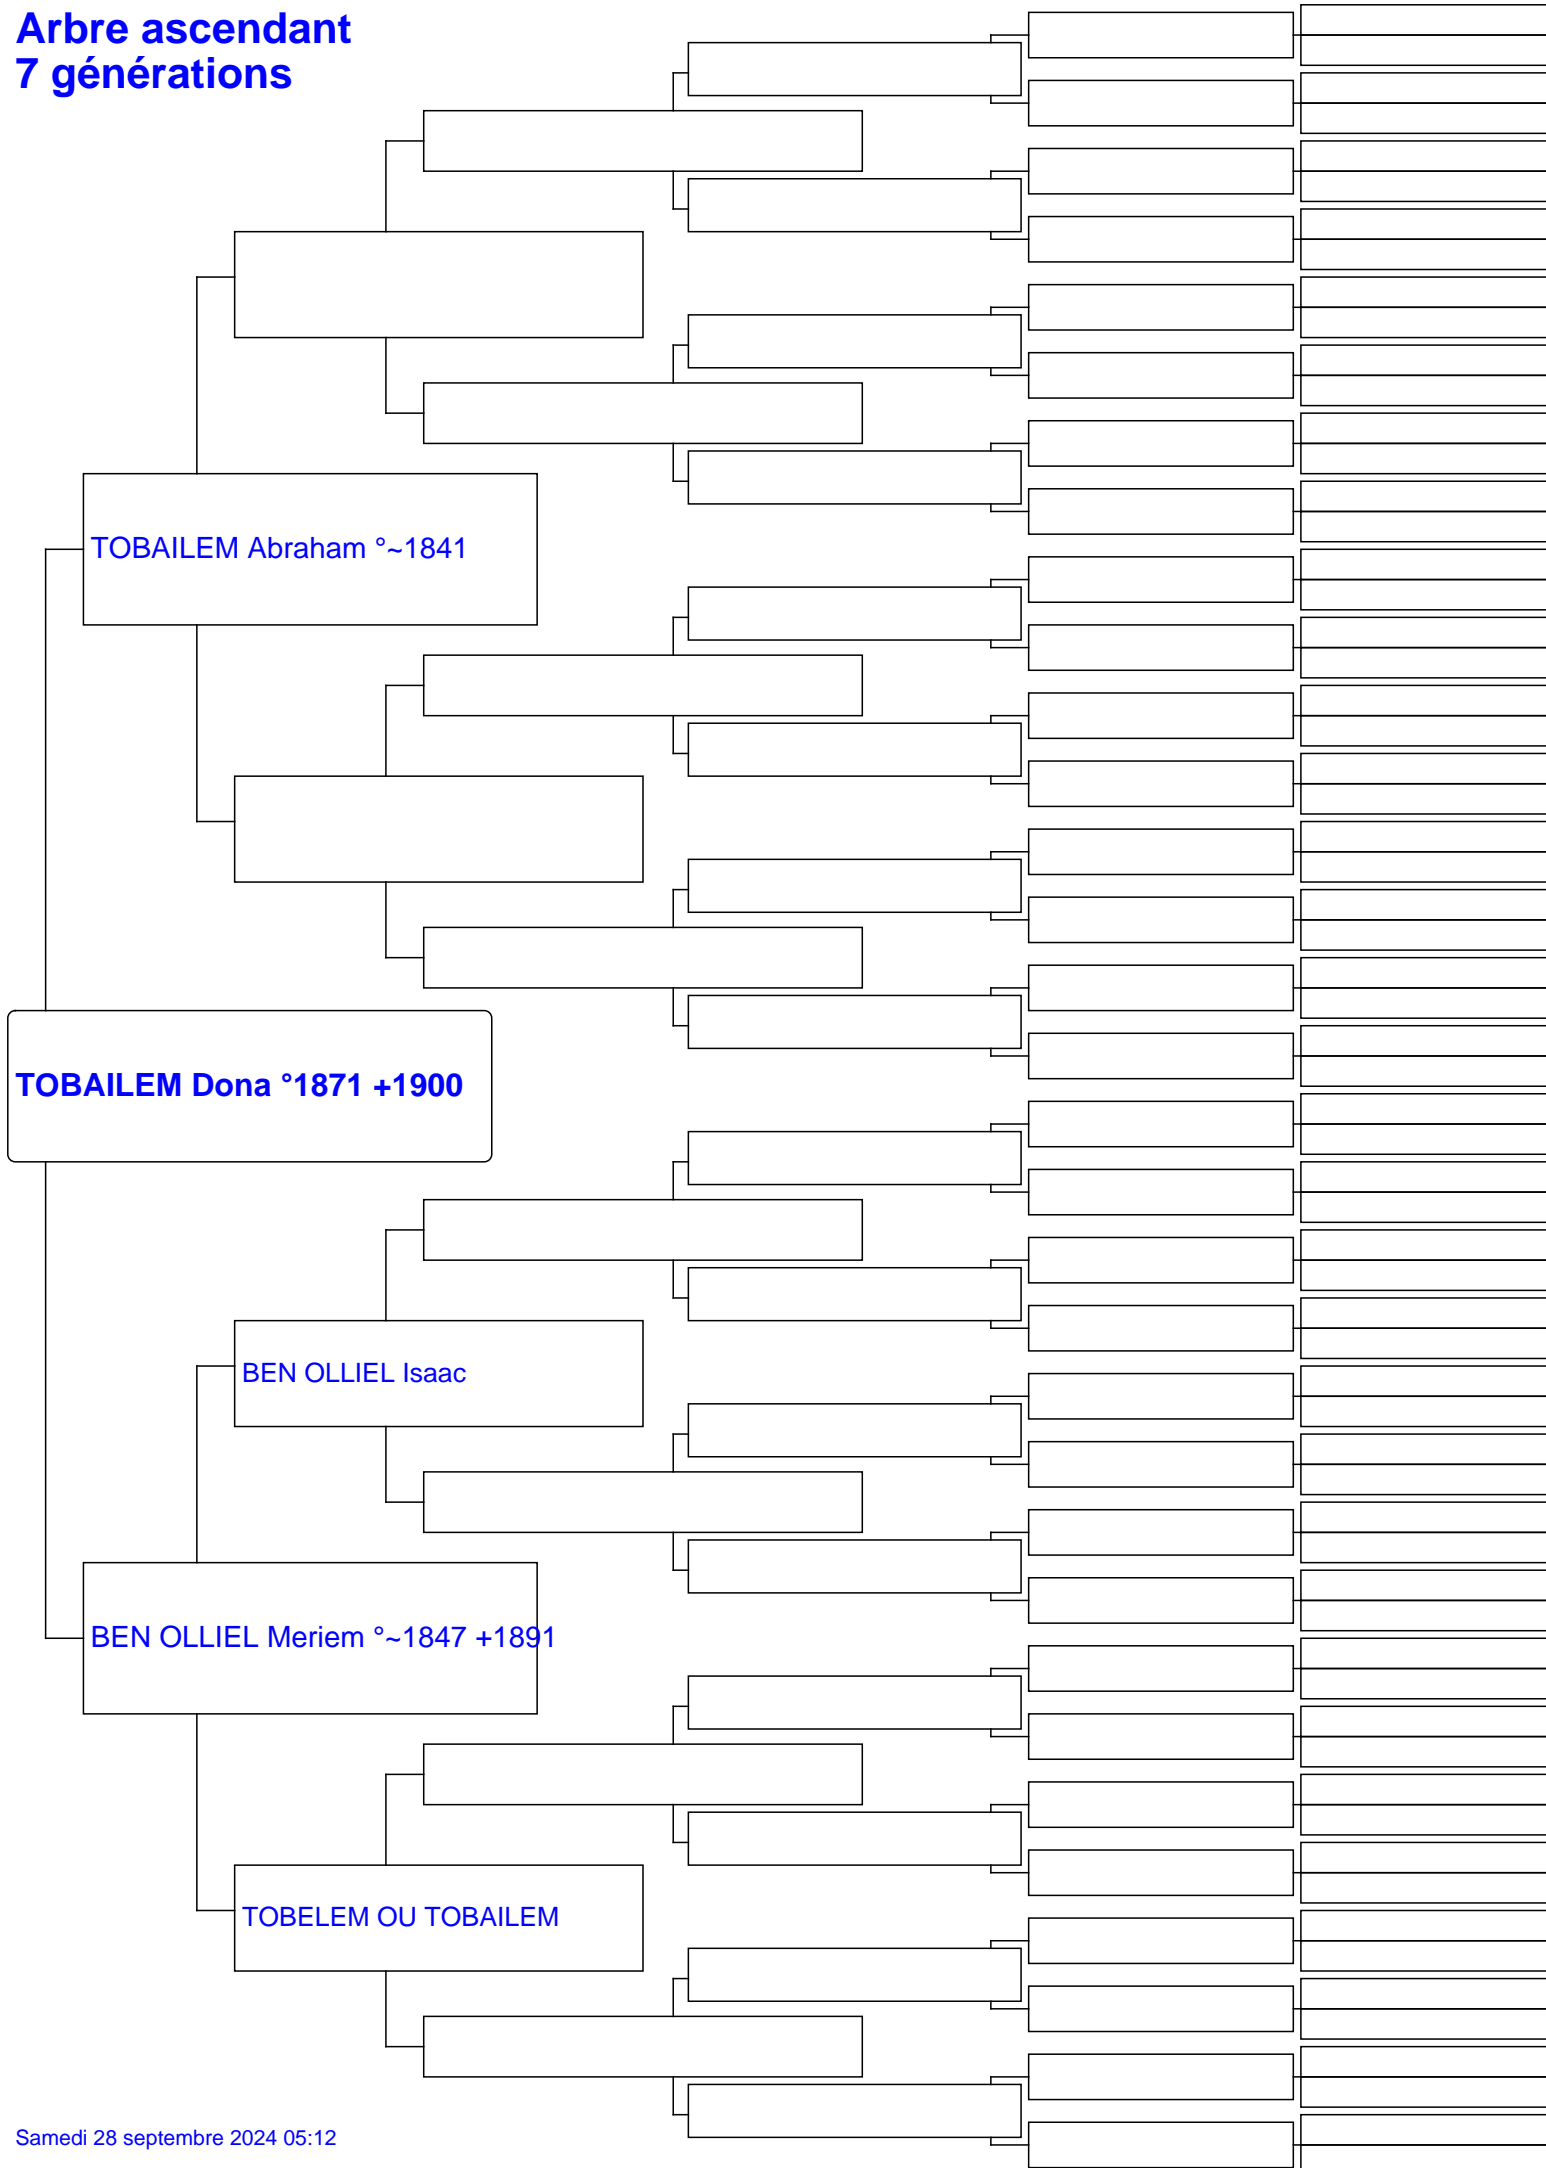 Arbre ascendant
7 générations
TOBAILEM Abraham °~1841
TOBAILEM Dona °1871 +1900
BEN OLLIEL Isaac
BEN OLLIEL Meriem °~1847 +1891
TOBELEM OU TOBAILEM
Samedi 28 septembre 2024 05:12